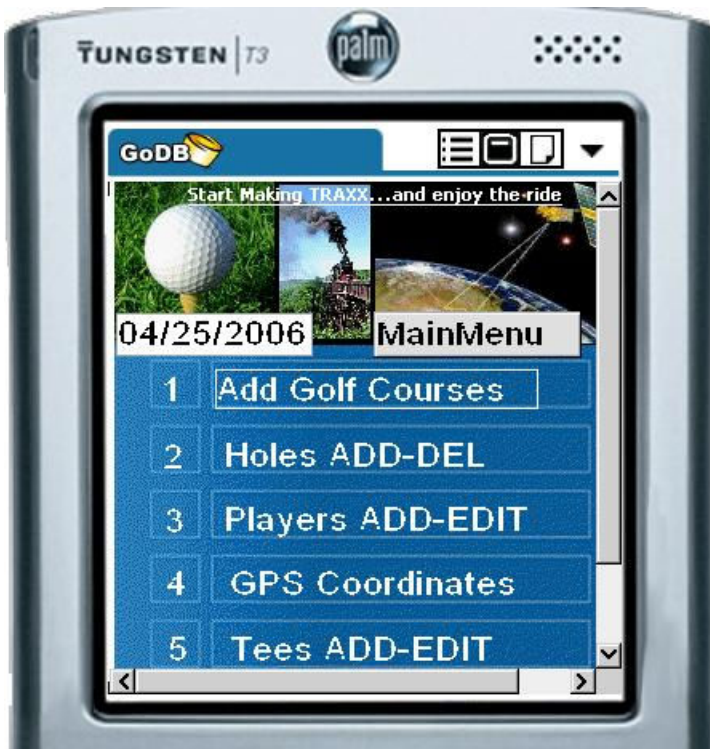 TUNGSTEN | T3
palm
GoDB
Start Making TRAXX...and enjoy the ride
04/25/2006
MainMenu
1 Add Golf Courses
2 Holes ADD-DEL
3 Players ADD-EDIT
4 GPS Coordinates
5 Tees ADD-EDIT